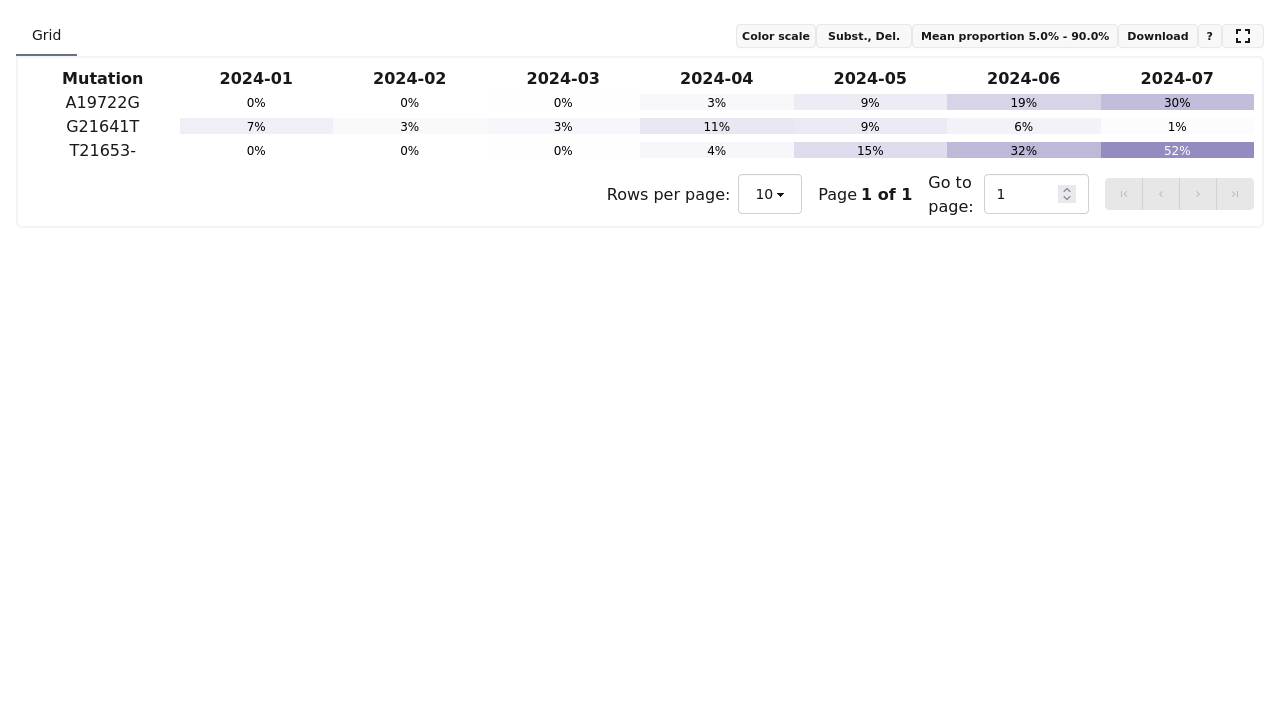 Grid
Color scale Subst., Del. Mean proportion 5.0% - 90.0% Download ?
Mutation 2024-01 2024-02 2024-03 2024-04 2024-05 2024-06 2024-07
A19722G 0% 0% 0% 3% 9% 19% 30%
G21641T 7% 3% 3% 11% 9% 6% 1%
T21653- 0% 0% 0% 4% 15% 32% 52%
Rows per page: 10 Page 1 of 1 Go to page: 1